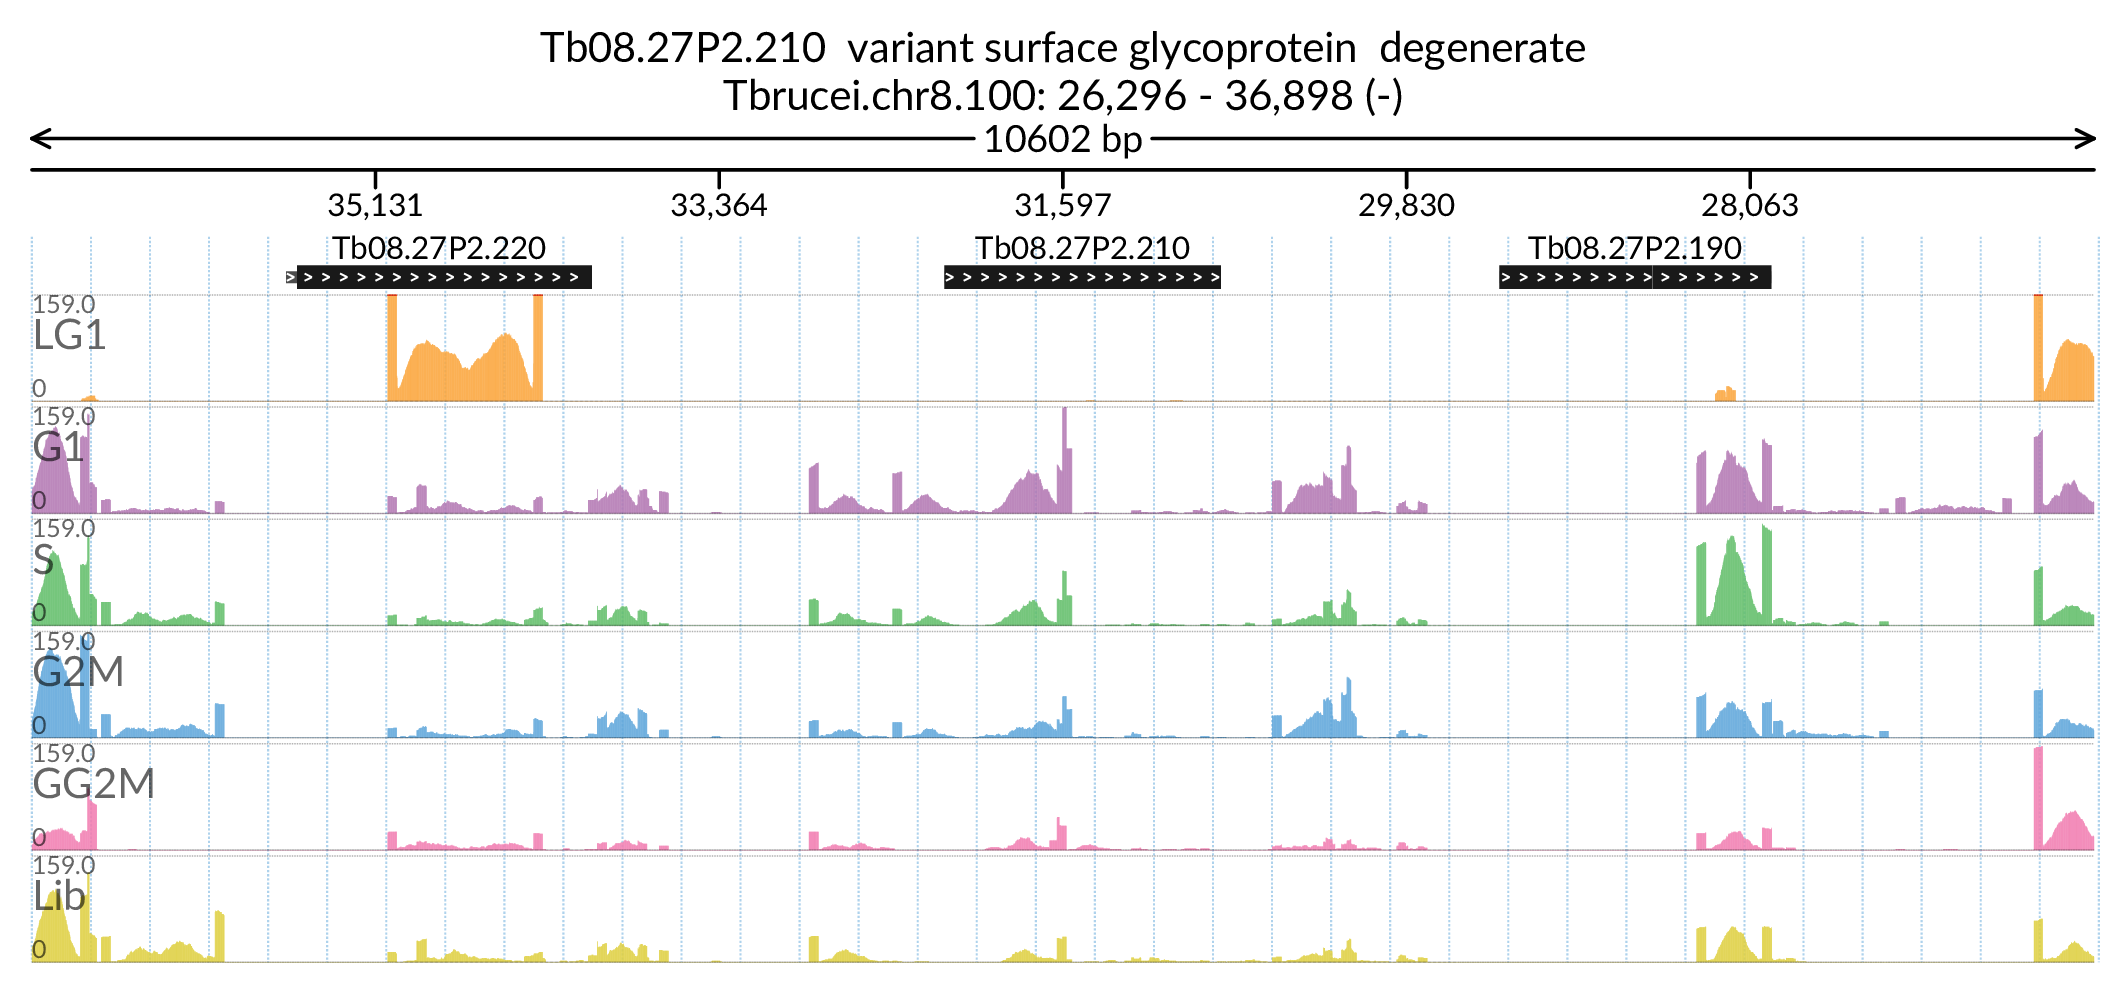 Tb08.27P2.210 variant surface glycoprotein degenerate
Tbrucei.chr8.100: 26,296 - 36,898 (-)
10602 bp
35,131 33,364 31,597 29,830 28,063
Tb08.27P2.220 Tb08.27P2.210 Tb08.27P2.190
159.0
LG1
0
159.0
G1
0
159.0
S
0
159.0
G2M
0
159.0
GG2M
0
159.0
Lib
0